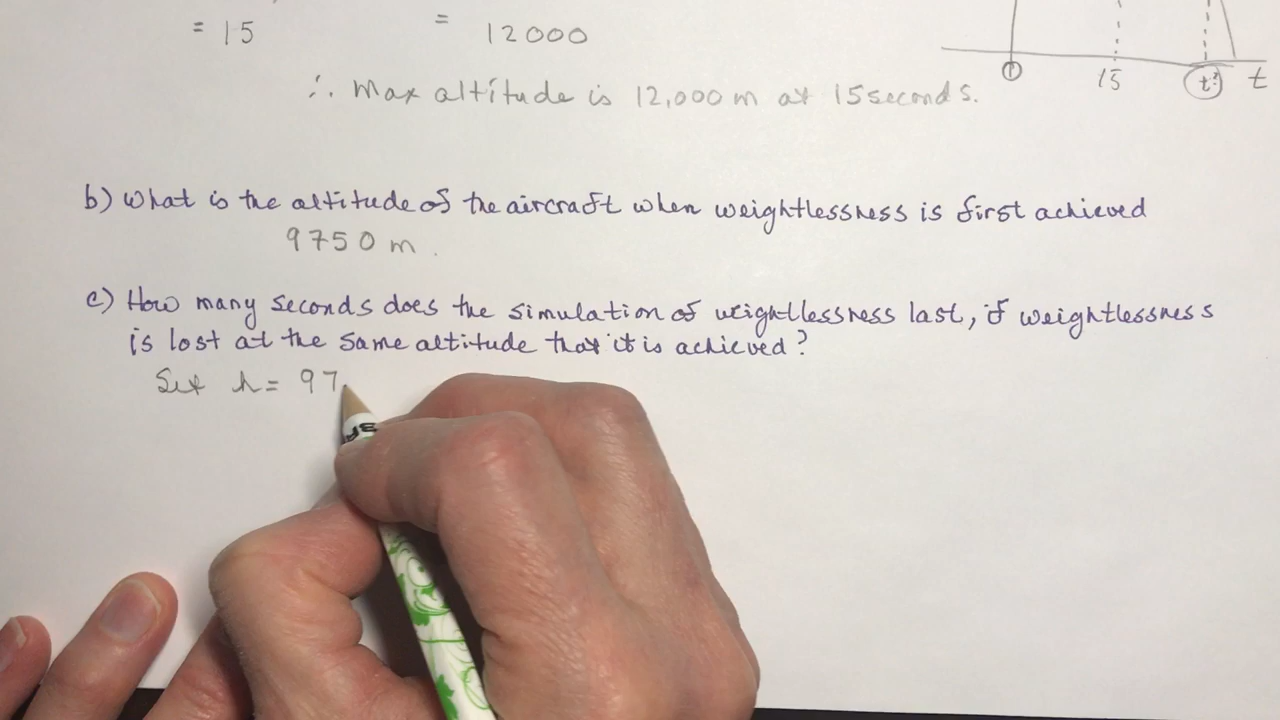 = 15 = 12000
0 15 t? t
∴ Max altitude is 12,000 m at 15 seconds.
b) What is the altitude of the aircraft when weightlessness is first achieved
9750 m.
c) How many seconds does the simulation of weightlessness last, if weightlessness
is lost at the same altitude that it is achieved?
Set h = 97